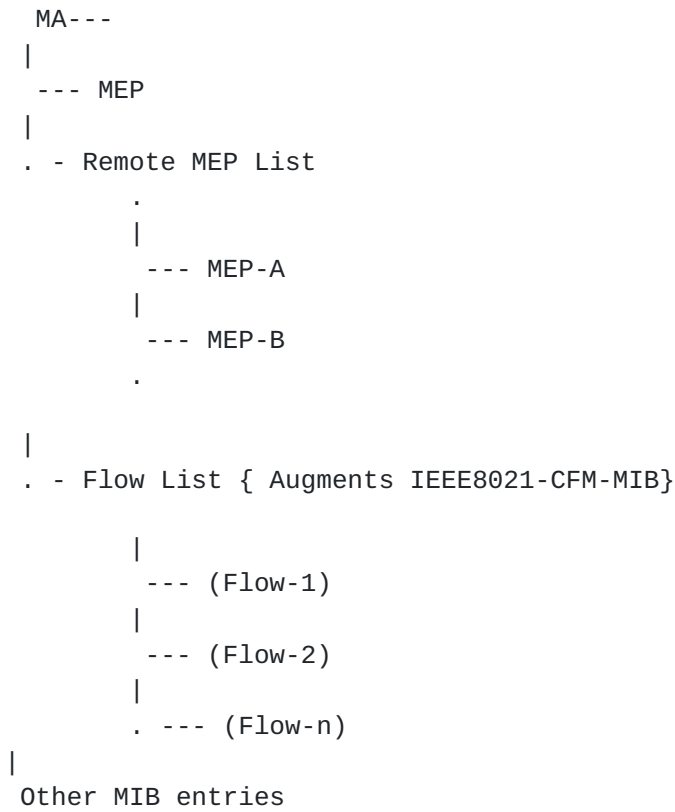 MA---
|
--- MEP
|
. - Remote MEP List
.
|
--- MEP-A
|
--- MEP-B
.
|
. - Flow List { Augments IEEE8021-CFM-MIB}
|
--- (Flow-1)
|
--- (Flow-2)
|
. --- (Flow-n)
|
Other MIB entries